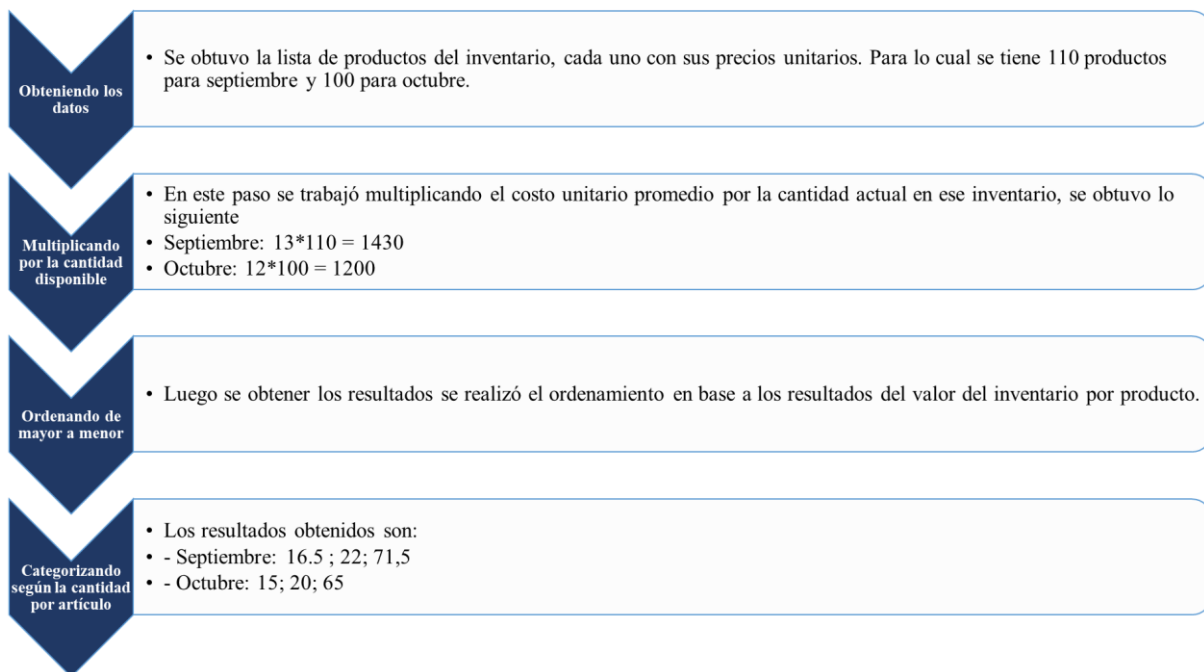 Obteniendo los
datos
• Se obtuvo la lista de productos del inventario, cada uno con sus precios unitarios. Para lo cual se tiene 110 productos
para septiembre y 100 para octubre.
Multiplicando
por la cantidad
disponible
• En este paso se trabajó multiplicando el costo unitario promedio por la cantidad actual en ese inventario, se obtuvo lo
siguiente
• Septiembre: 13*110 = 1430
• Octubre: 12*100 = 1200
Ordenando de
mayor a menor
• Luego se obtener los resultados se realizó el ordenamiento en base a los resultados del valor del inventario por producto.
Categorizando
según la cantidad
por artículo
• Los resultados obtenidos son:
• - Septiembre: 16.5 ; 22; 71,5
• - Octubre: 15; 20; 65